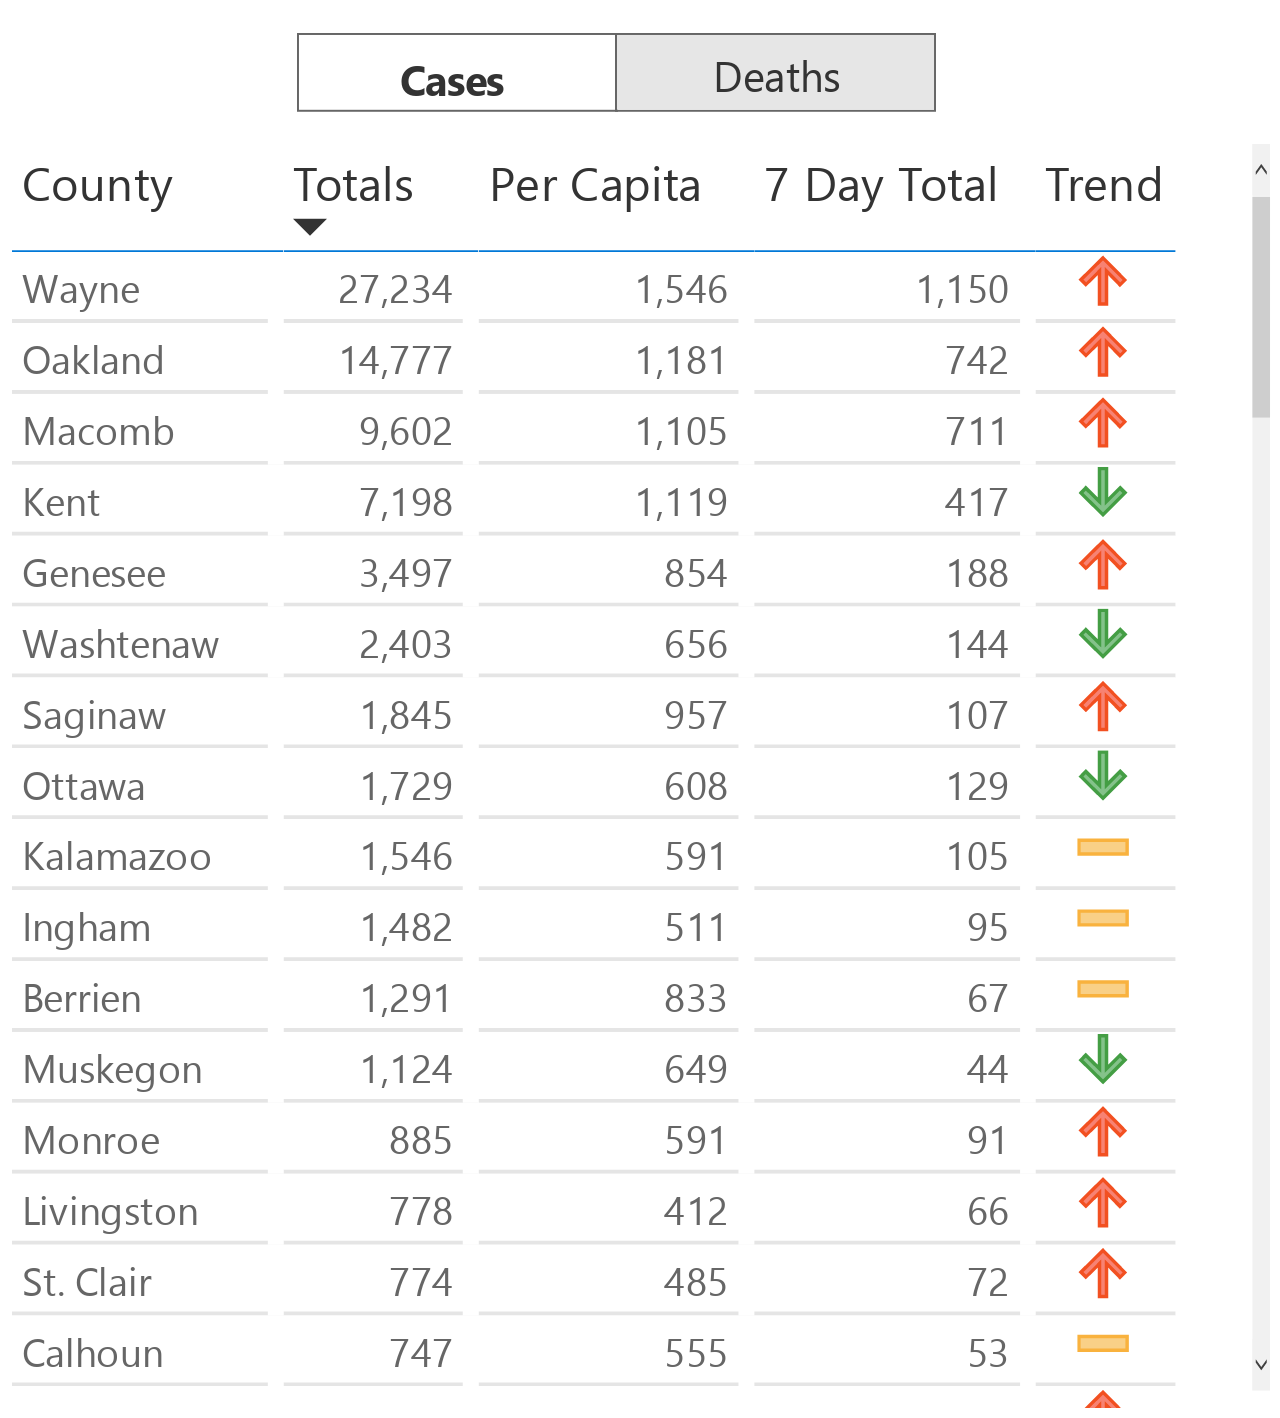 Cases Deaths
County Totals Per Capita 7 Day Total Trend
Wayne 27,234 1,546 1,150
Oakland 14,777 1,181 742
Macomb 9,602 1,105 711
Kent 7,198 1,119 417
Genesee 3,497 854 188
Washtenaw 2,403 656 144
Saginaw 1,845 957 107
Ottawa 1,729 608 129
Kalamazoo 1,546 591 105
Ingham 1,482 511 95
Berrien 1,291 833 67
Muskegon 1,124 649 44
Monroe 885 591 91
Livingston 778 412 66
St. Clair 774 485 72
Calhoun 747 555 53